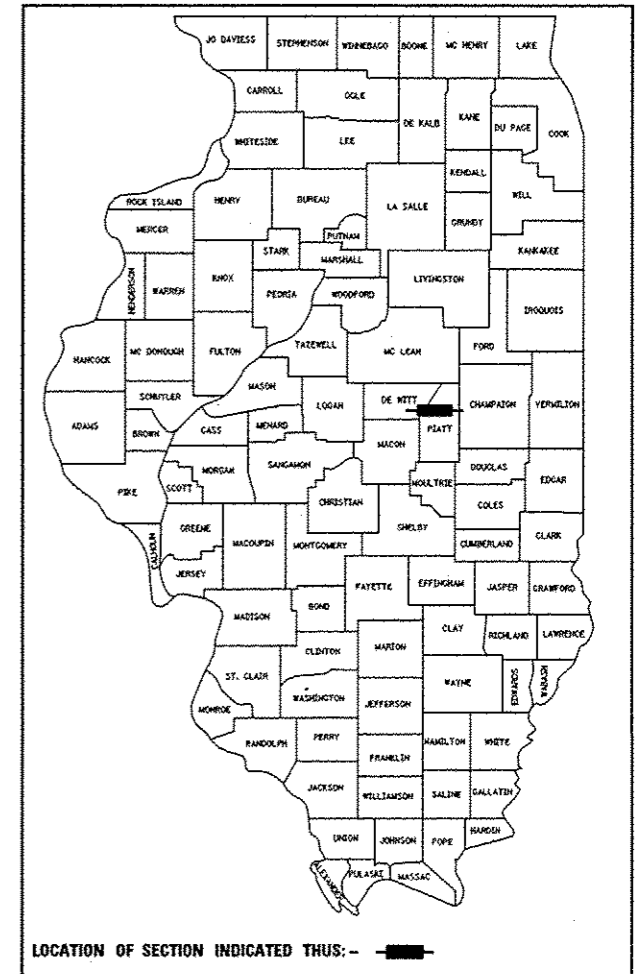 JO DAVIESS STEPHENSON WINNEBAGO BOONE MC HENRY LAKE
CARROLL OGLE
DE KALB KANE DU PAGE COOK
WHITESIDE LEE
KENDALL
ROCK ISLAND HENRY BUREAU LA SALLE GRUNDY WILL
MERCER PUTNAM
STARK MARSHALL KANKAKEE
HENDERSON WARREN KNOX PEORIA WOODFORD LIVINGSTON IROQUOIS
HANCOCK MC DONOUGH FULTON TAZEWELL MC LEAN FORD
MASON
SCHUYLER LOGAN DE WITT CHAMPAIGN VERMILION
ADAMS BROWN CASS MENARD PIATT
MACON
MORGAN SANGAMON DOUGLAS
PIKE SCOTT MOULTRIE EDGAR
CHRISTIAN COLES
GREENE SHELBY
CALHOUN MACOUPIN MONTGOMERY CUMBERLAND CLARK
JERSEY
FAYETTE EFFINGHAM JASPER CRAWFORD
MADISON BOND
CLAY RICHLAND LAWRENCE
CLINTON MARION
ST. CLAIR WAYNE EDWARDS WABASH
WASHINGTON JEFFERSON
MONROE
RANDOLPH PERRY HAMILTON WHITE
FRANKLIN
JACKSON WILLIAMSON SALINE GALLATIN
UNION JOHNSON POPE HARDIN
ALEXANDER PULASKI MASSAC
LOCATION OF SECTION INDICATED THUS: -